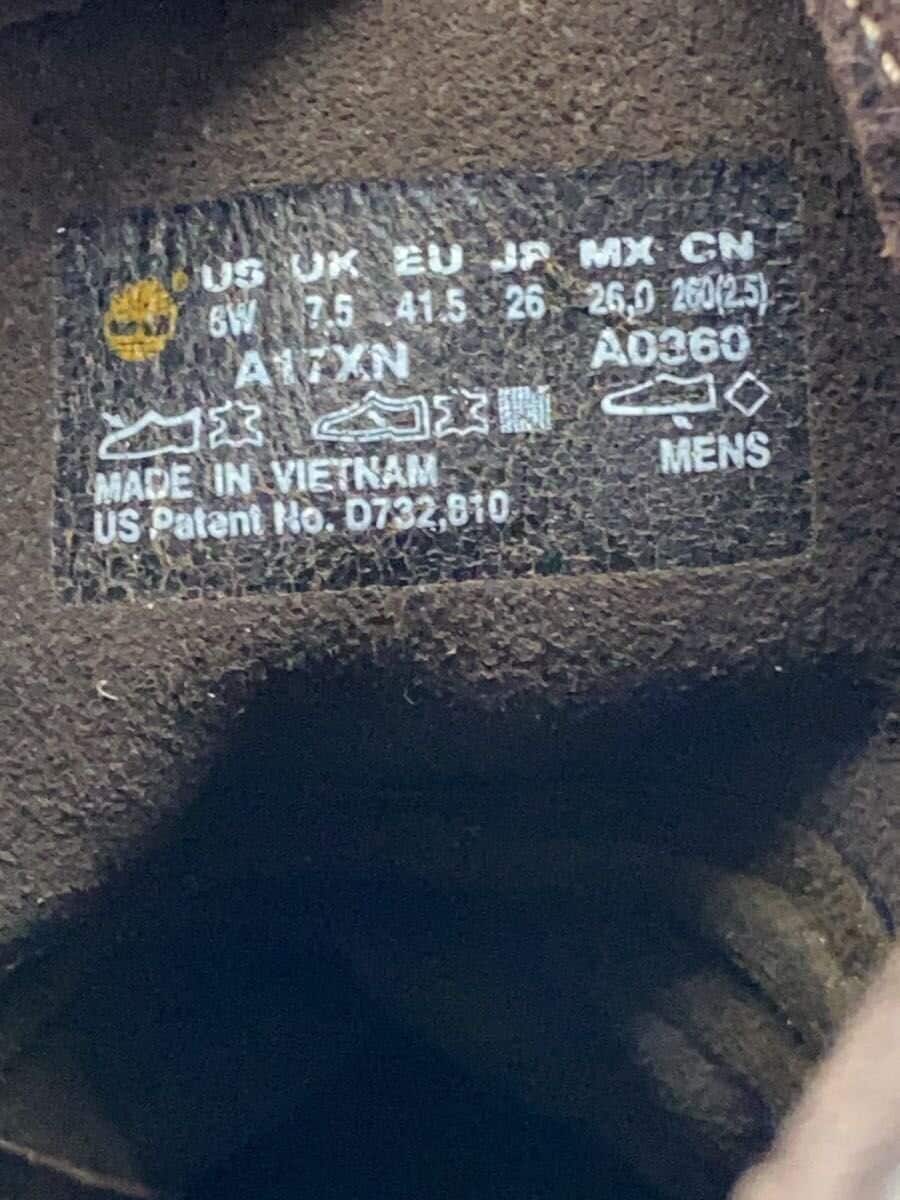 US UK EU JP MX CN
8W 7.5 41.5 26 26.0 260(2.5)
A17XN A0360
MADE IN VIETNAM MENS
US Patent No. D732,810